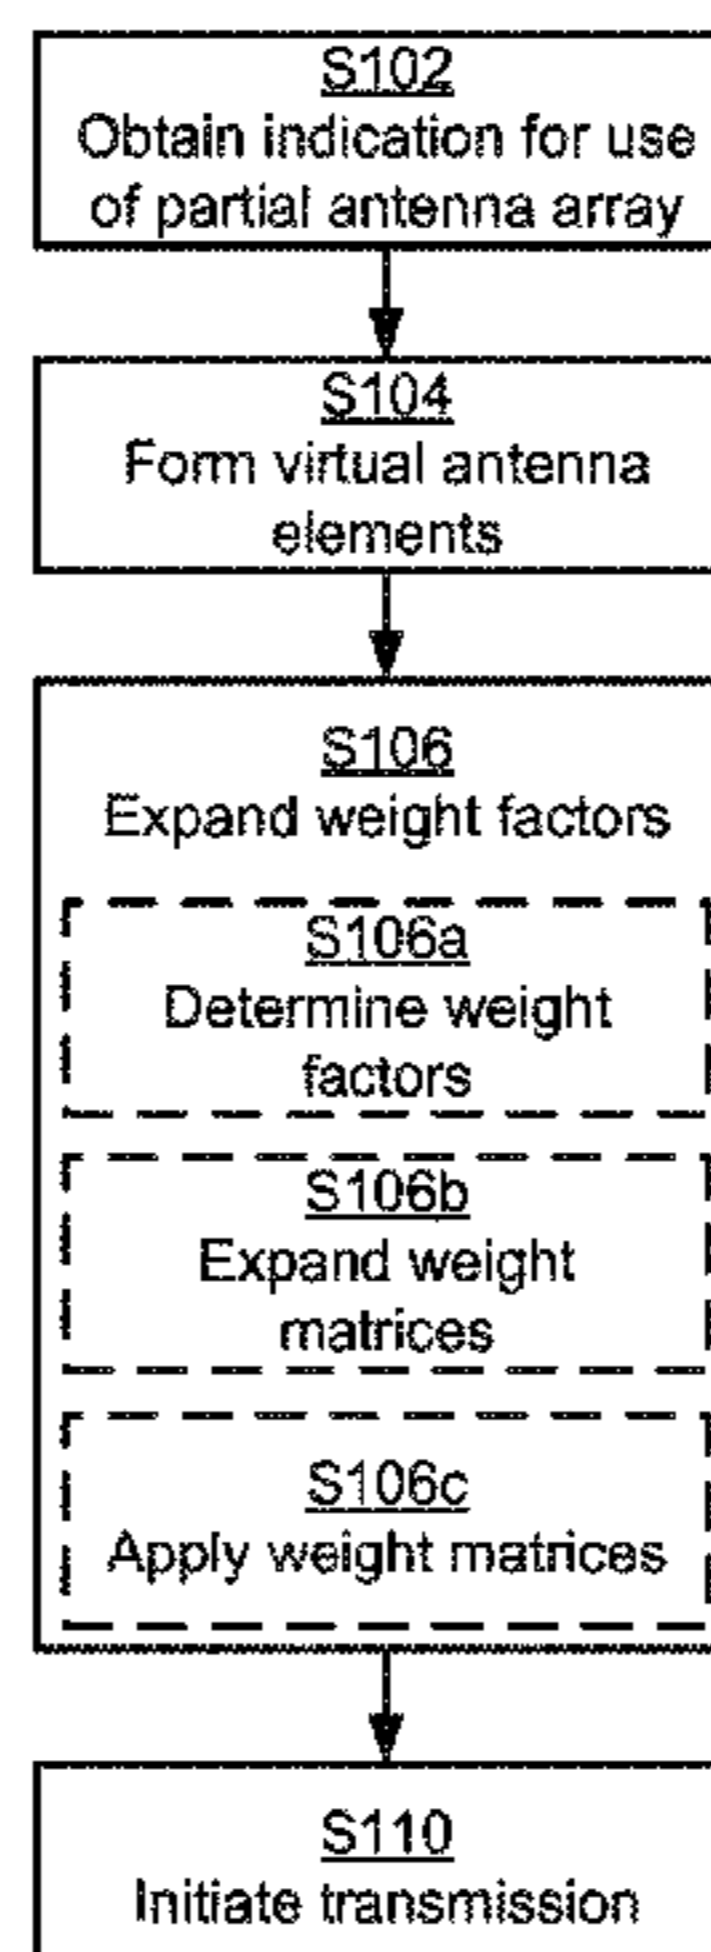 S102
Obtain indication for use
of partial antenna array
S104
Form virtual antenna
elements
S106
Expand weight factors
S106a
Determine weight
factors
S106b
Expand weight
matrices
S106c
Apply weight matrices
S110
Initiate transmission